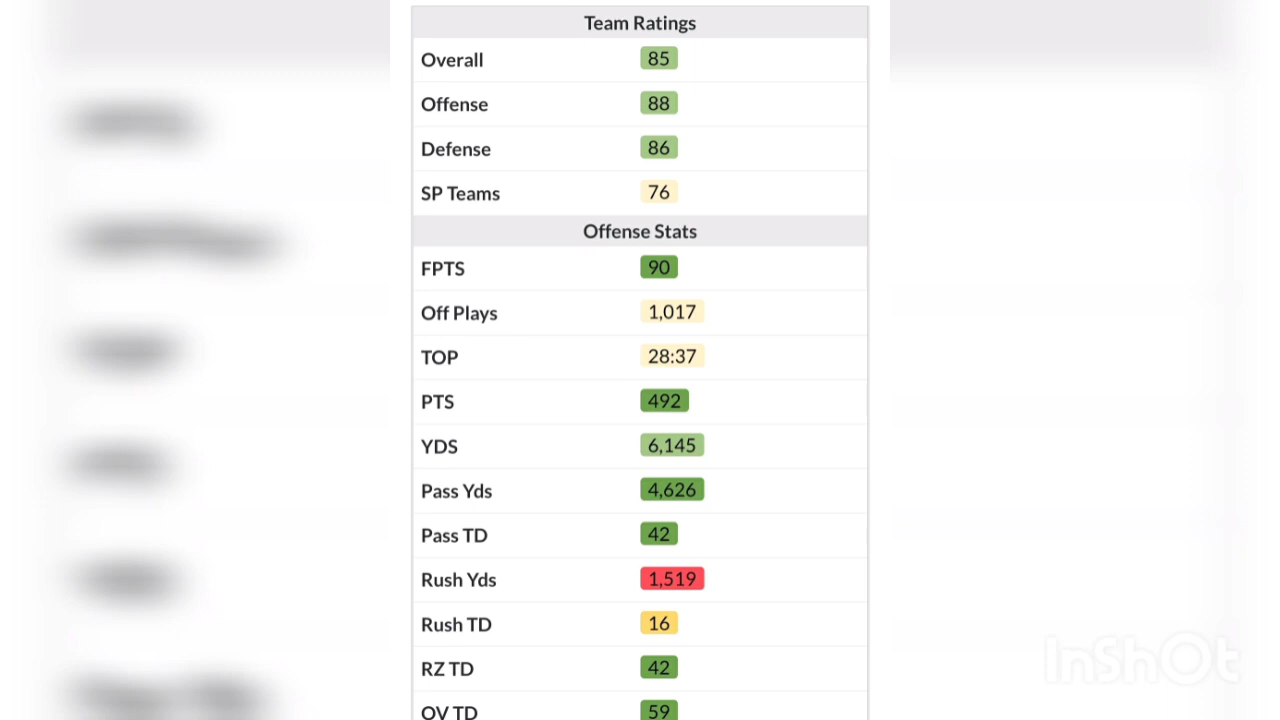 Team Ratings
Overall 85
Offense 88
Defense 86
SP Teams 76
Offense Stats
FPTS 90
Off Plays 1,017
TOP 28:37
PTS 492
YDS 6,145
Pass Yds 4,626
Pass TD 42
Rush Yds 1,519
Rush TD 16
RZ TD 42
OV TD 59
InShOt